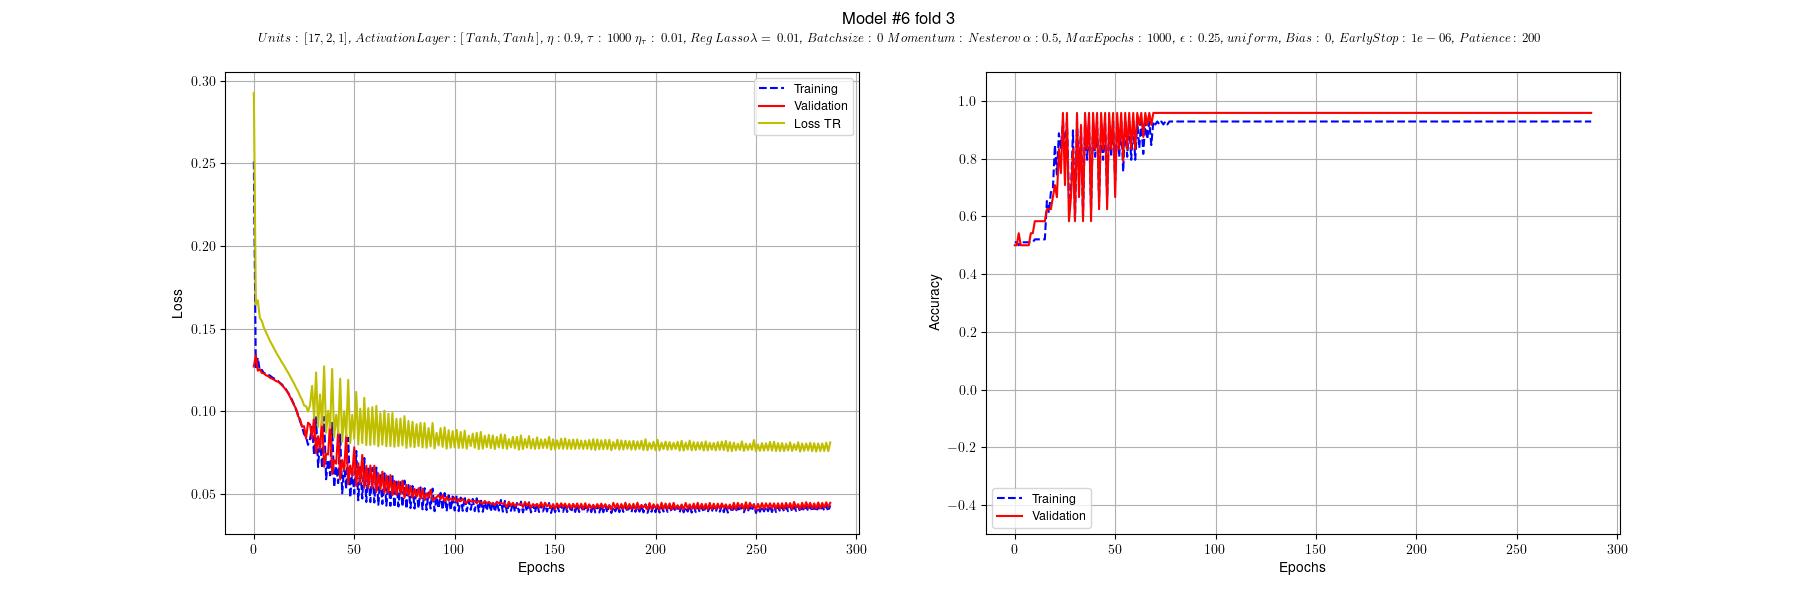 Model #6 fold 3
Units : [17, 2, 1], ActivationLayer : [Tanh, Tanh], η : 0.9, τ : 1000 η_τ : 0.01, Reg Lassoλ = 0.01, Batchsize : 0 Momentum : Nesterov α : 0.5, MaxEpochs : 1000, ϵ : 0.25, uniform, Bias : 0, EarlyStop : 1e − 06, Patience : 200
0.30
0.25
0.20
0.15
0.10
0.05
Loss
0 50 100 150 200 250 300
Epochs
Training
Validation
Loss TR
1.0
0.8
0.6
0.4
0.2
0.0
−0.2
−0.4
Accuracy
0 50 100 150 200 250 300
Epochs
Training
Validation